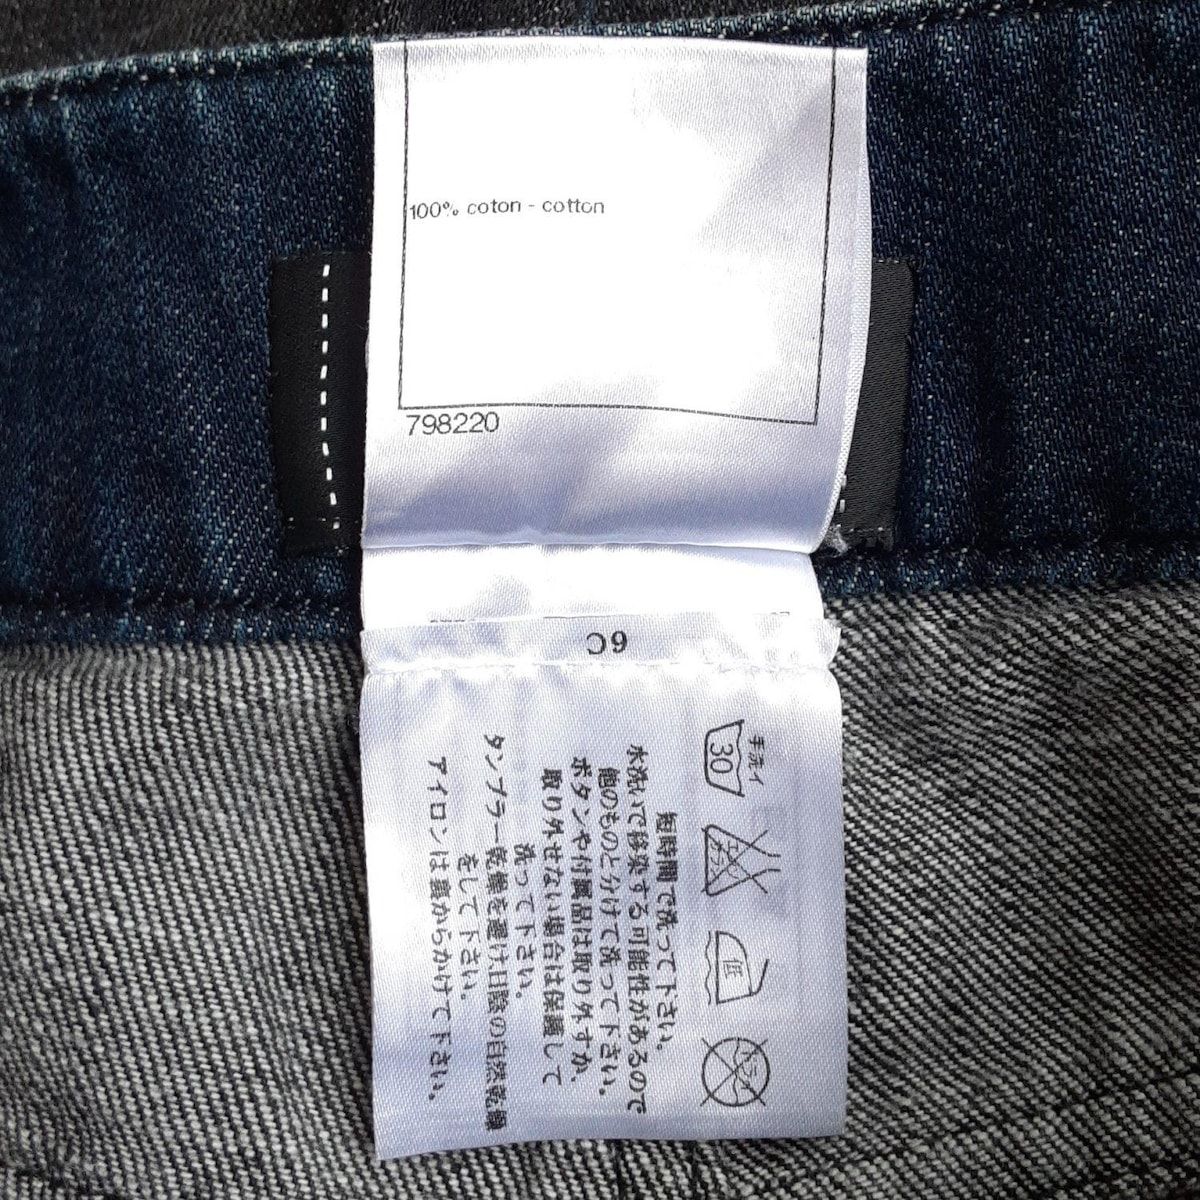 100% coton - cotton
798220
6C
手洗イ
30
低
短時間で洗って下さい。
水洗いで移染する可能性があるので
他のものと分けて洗って下さい。
ボタンや付属品は取り外すか、
取り外せない場合は保護して
洗って下さい。
タンブラー乾燥を避け日陰の自然乾燥
をして下さい。
アイロンは裏からかけて下さい。